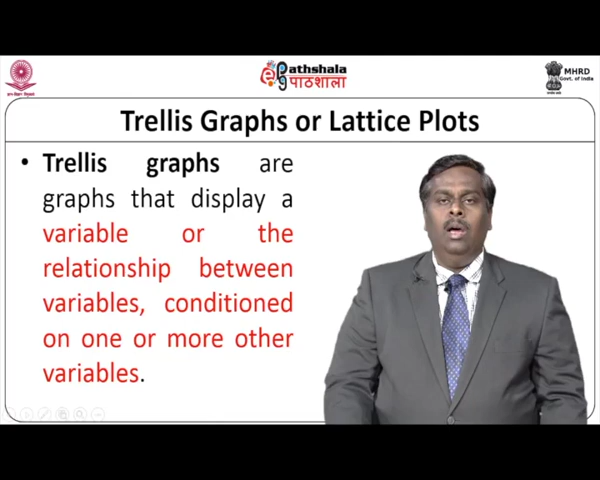 Pathshala
पाठशाला
MHRD
Govt. of India
Trellis Graphs or Lattice Plots
• Trellis graphs are
graphs that display a
variable or the
relationship between
variables, conditioned
on one or more other
variables.